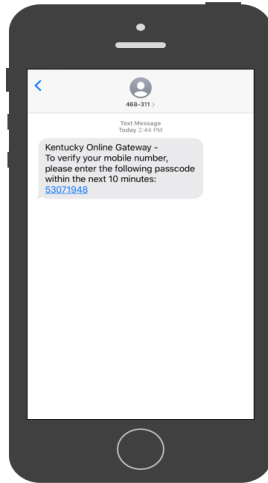 468-311 >
Text Message
Today 2:44 PM
Kentucky Online Gateway -
To verify your mobile number,
please enter the following passcode
within the next 10 minutes:
53071948